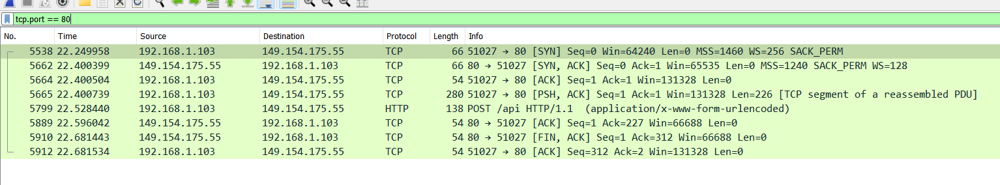 tcp.port == 80
No. Time Source Destination Protocol Length Info
5538 22.249958 192.168.1.103 149.154.175.55 TCP 66 51027 → 80 [SYN] Seq=0 Win=64240 Len=0 MSS=1460 WS=256 SACK_PERM
5662 22.400399 149.154.175.55 192.168.1.103 TCP 66 80 → 51027 [SYN, ACK] Seq=0 Ack=1 Win=65535 Len=0 MSS=1240 SACK_PERM WS=128
5664 22.400504 192.168.1.103 149.154.175.55 TCP 54 51027 → 80 [ACK] Seq=1 Ack=1 Win=131328 Len=0
5665 22.400739 192.168.1.103 149.154.175.55 TCP 280 51027 → 80 [PSH, ACK] Seq=1 Ack=1 Win=131328 Len=226 [TCP segment of a reassembled PDU]
5799 22.528440 192.168.1.103 149.154.175.55 HTTP 138 POST /api HTTP/1.1 (application/x-www-form-urlencoded)
5889 22.596042 149.154.175.55 192.168.1.103 TCP 54 80 → 51027 [ACK] Seq=1 Ack=227 Win=66688 Len=0
5910 22.681443 149.154.175.55 192.168.1.103 TCP 54 80 → 51027 [FIN, ACK] Seq=1 Ack=312 Win=66688 Len=0
5912 22.681534 192.168.1.103 149.154.175.55 TCP 54 51027 → 80 [ACK] Seq=312 Ack=2 Win=131328 Len=0